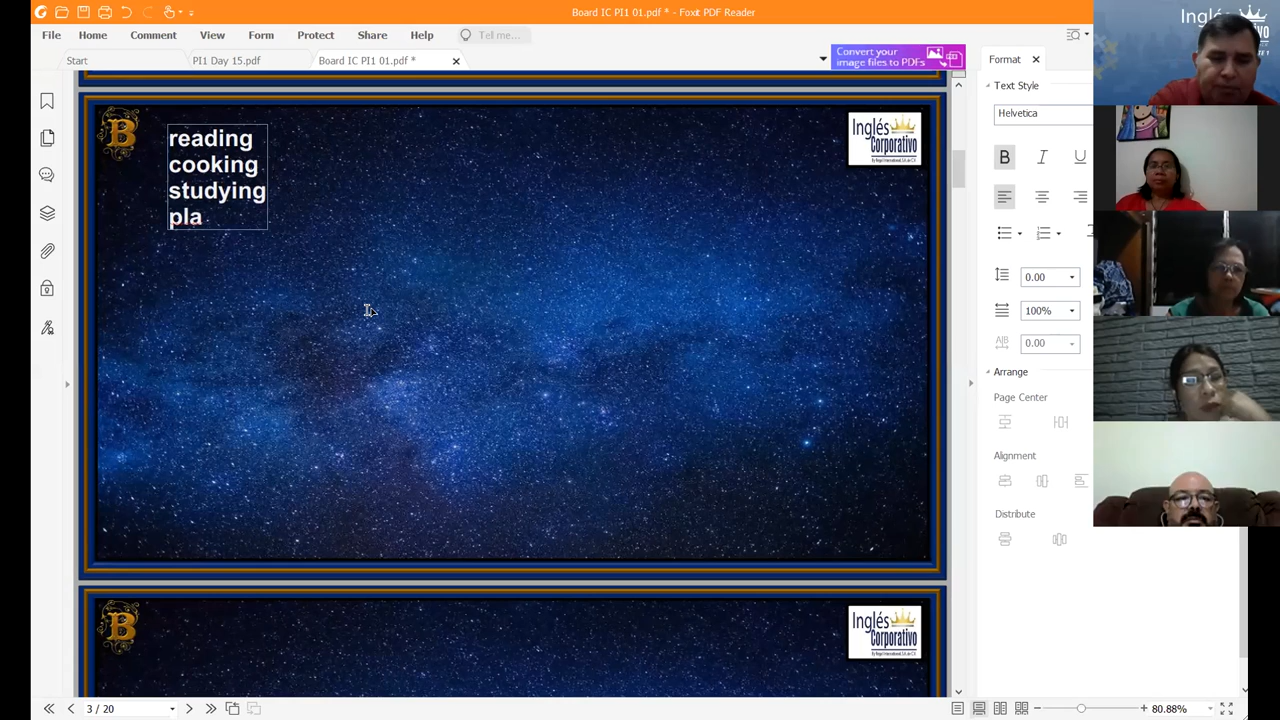 Board IC PI1 01.pdf * - Foxit PDF Reader
File Home Comment View Form Protect Share Help Tell me...
Start PI1 Day 15.pdf Board IC PI1 01.pdf *
Convert your
image files to PDFs
Format
Text Style
Helvetica
B I U
0.00
100%
0.00
Arrange
Page Center
Alignment
Distribute
B
reading
cooking
studying
pla
Inglés
Corporativo
B
Inglés
Corporativo
Inglés
3 / 20
80.88%